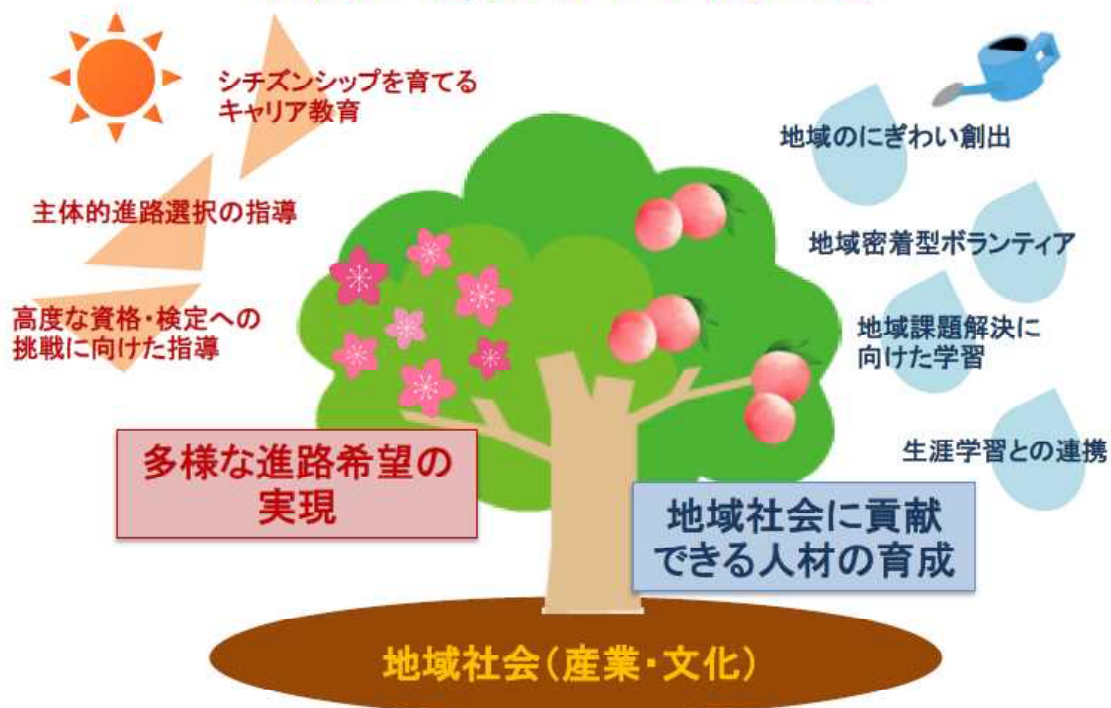 シチズンシップを育てる
キャリア教育
主体的進路選択の指導
高度な資格・検定への
挑戦に向けた指導
地域のにぎわい創出
地域密着型ボランティア
地域課題解決に
向けた学習
生涯学習との連携
多様な進路希望の
実現
地域社会に貢献
できる人材の育成
地域社会(産業・文化)